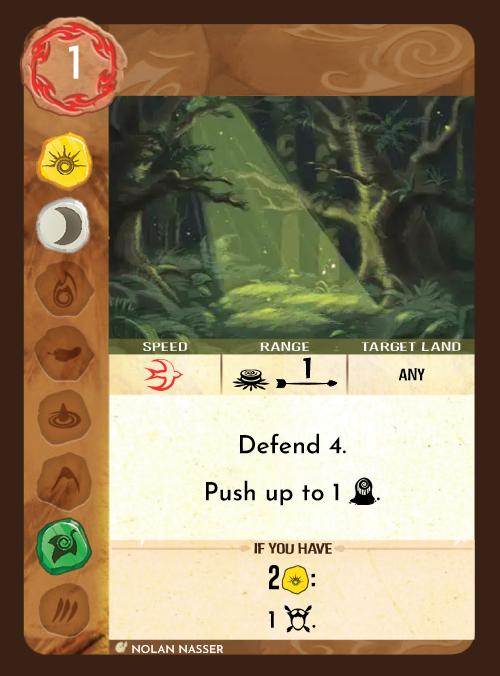 1
SPEED RANGE TARGET LAND
1 ANY
Defend 4.
Push up to 1 .
IF YOU HAVE
2 :
1 .
NOLAN NASSER